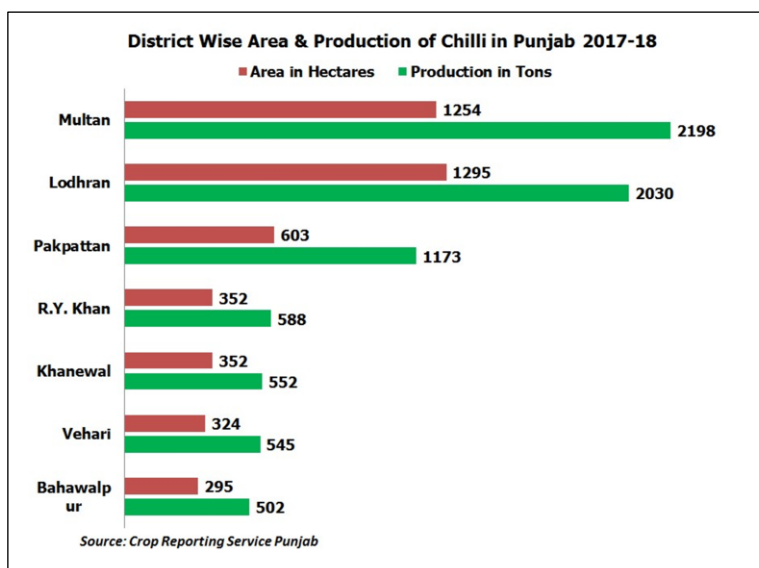 District Wise Area & Production of Chilli in Punjab 2017-18
Area in Hectares Production in Tons
Multan
1254
2198
Lodhran
1295
2030
Pakpattan
603
1173
R.Y. Khan
352
588
Khanewal
352
552
Vehari
324
545
Bahawalp
ur
295
502
Source: Crop Reporting Service Punjab